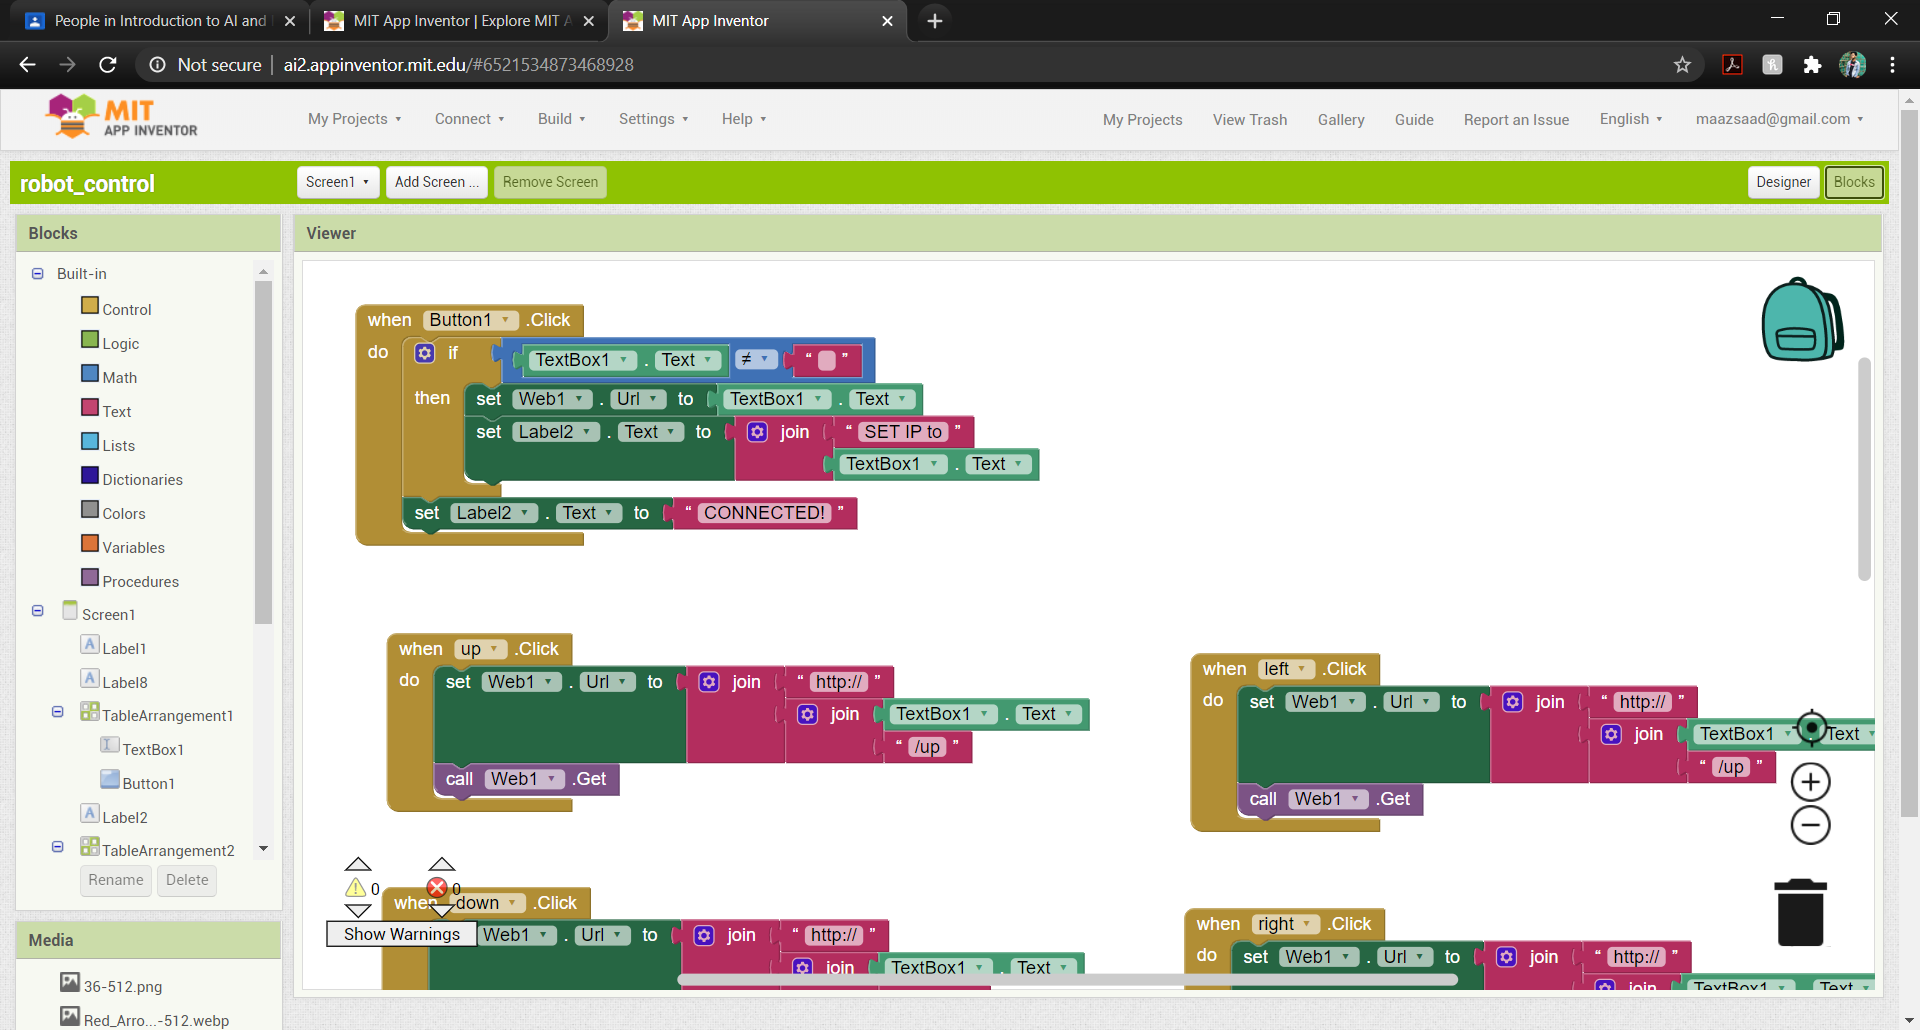 People in Introduction to AI and
MIT App Inventor | Explore MIT A
MIT App Inventor
Not secure | ai2.appinventor.mit.edu/#6521534873468928
MIT
APP INVENTOR
My Projects Connect Build Settings Help My Projects View Trash Gallery Guide Report an Issue English maazsaad@gmail.com
robot_control Screen1 Add Screen ... Remove Screen Designer Blocks
Blocks
Built-in
Control
Logic
Math
Text
Lists
Dictionaries
Colors
Variables
Procedures
Screen1
Label1
Label8
TableArrangement1
TextBox1
Button1
Label2
TableArrangement2
Rename Delete
Media
36-512.png
Red_Arro...-512.webp
Viewer
when Button1 .Click
do if TextBox1 . Text ≠ “ ”
then set Web1 . Url to TextBox1 . Text
set Label2 . Text to join “ SET IP to ”
TextBox1 . Text
set Label2 . Text to “ CONNECTED! ”
when up .Click
do set Web1 . Url to join “ http:// ”
join TextBox1 . Text
“ /up ”
call Web1 .Get
when left .Click
do set Web1 . Url to join “ http:// ”
join TextBox1 . Text
“ /up ”
call Web1 .Get
0 0
Show Warnings
when down .Click
Web1 . Url to join “ http:// ”
join TextBox1 . Text
when right .Click
do set Web1 . Url to join “ http:// ”
join TextBox1 . Text